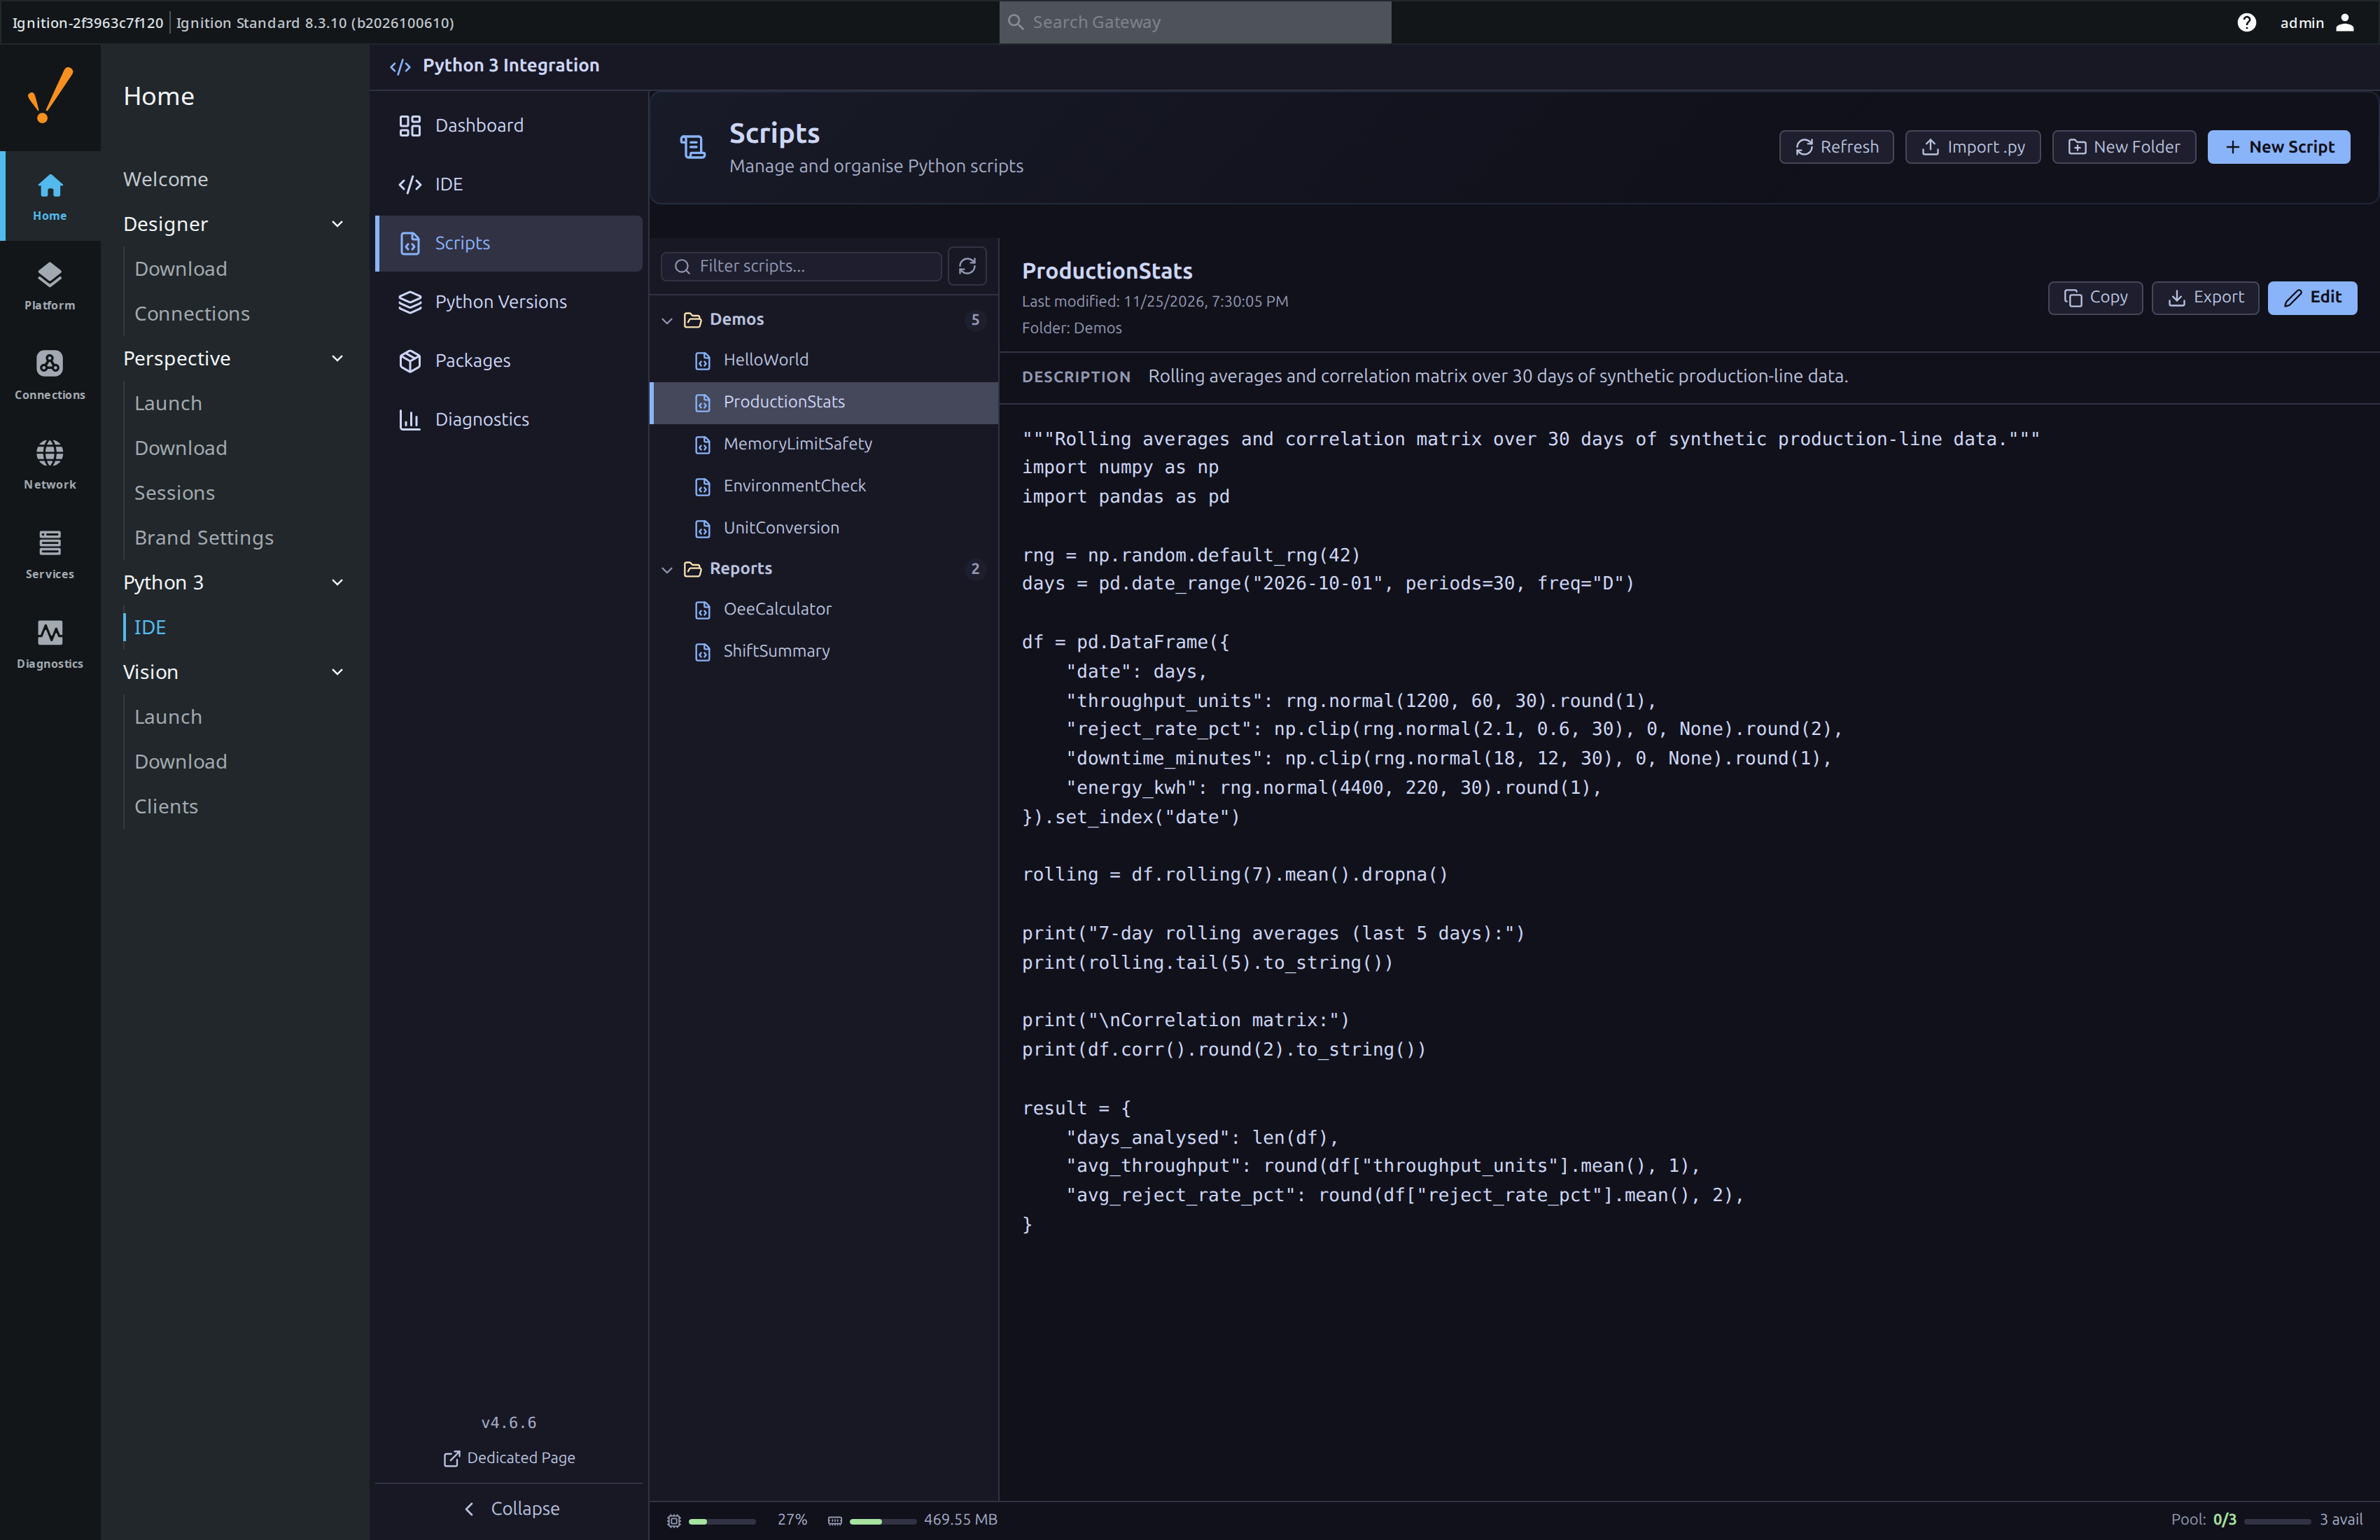 Ignition-2f3963c7f120 | Ignition Standard 8.3.10 (b2026100610)
Search Gateway
admin
Home
Platform
Connections
Network
Services
Diagnostics
Home
Welcome
Designer
Download
Connections
Perspective
Launch
Download
Sessions
Brand Settings
Python 3
IDE
Vision
Launch
Download
Clients
Python 3 Integration
Dashboard
IDE
Scripts
Python Versions
Packages
Diagnostics
v4.6.6
Dedicated Page
Collapse
Scripts
Manage and organise Python scripts
Refresh
Import .py
New Folder
New Script
Filter scripts...
Demos 5
HelloWorld
ProductionStats
MemoryLimitSafety
EnvironmentCheck
UnitConversion
Reports 2
OeeCalculator
ShiftSummary
ProductionStats
Last modified: 11/25/2026, 7:30:05 PM
Folder: Demos
Copy
Export
Edit
DESCRIPTION Rolling averages and correlation matrix over 30 days of synthetic production-line data.
"""Rolling averages and correlation matrix over 30 days of synthetic production-line data."""
import numpy as np
import pandas as pd
rng = np.random.default_rng(42)
days = pd.date_range("2026-10-01", periods=30, freq="D")
df = pd.DataFrame({
    "date": days,
    "throughput_units": rng.normal(1200, 60, 30).round(1),
    "reject_rate_pct": np.clip(rng.normal(2.1, 0.6, 30), 0, None).round(2),
    "downtime_minutes": np.clip(rng.normal(18, 12, 30), 0, None).round(1),
    "energy_kwh": rng.normal(4400, 220, 30).round(1),
}).set_index("date")
rolling = df.rolling(7).mean().dropna()
print("7-day rolling averages (last 5 days):")
print(rolling.tail(5).to_string())
print("\nCorrelation matrix:")
print(df.corr().round(2).to_string())
result = {
    "days_analysed": len(df),
    "avg_throughput": round(df["throughput_units"].mean(), 1),
    "avg_reject_rate_pct": round(df["reject_rate_pct"].mean(), 2),
}
27%
469.55 MB
Pool: 0/3
3 avail